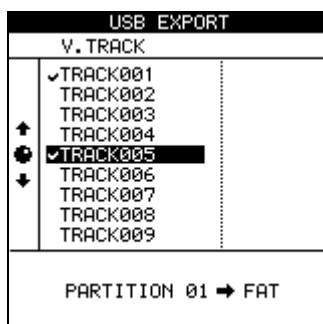 USB EXPORT
V.TRACK
✓TRACK001
TRACK002
TRACK003
TRACK004
✓TRACK005
TRACK006
TRACK007
TRACK008
TRACK009
PARTITION 01 ➡ FAT